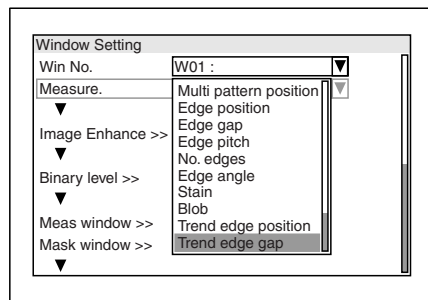 Window Setting
Win No. W01 :
Measure.
Multi pattern position
Edge position
Edge gap
Edge pitch
No. edges
Edge angle
Stain
Blob
Trend edge position
Trend edge gap
Image Enhance >>
Binary level >>
Meas window >>
Mask window >>